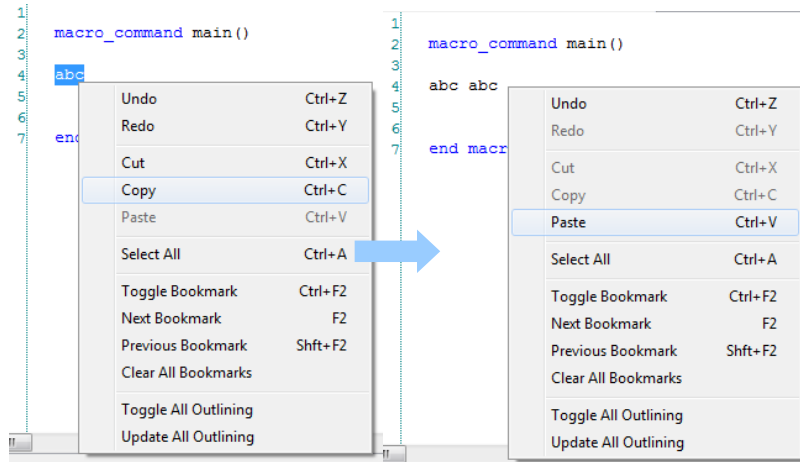 1
2 macro_command main()
3
4 abc
5
6
7 end
Undo Ctrl+Z
Redo Ctrl+Y
Cut Ctrl+X
Copy Ctrl+C
Paste Ctrl+V
Select All Ctrl+A
Toggle Bookmark Ctrl+F2
Next Bookmark F2
Previous Bookmark Shft+F2
Clear All Bookmarks
Toggle All Outlining
Update All Outlining
1
2 macro_command main()
3
4 abc abc
5
6
7 end macr
Undo Ctrl+Z
Redo Ctrl+Y
Cut Ctrl+X
Copy Ctrl+C
Paste Ctrl+V
Select All Ctrl+A
Toggle Bookmark Ctrl+F2
Next Bookmark F2
Previous Bookmark Shft+F2
Clear All Bookmarks
Toggle All Outlining
Update All Outlining